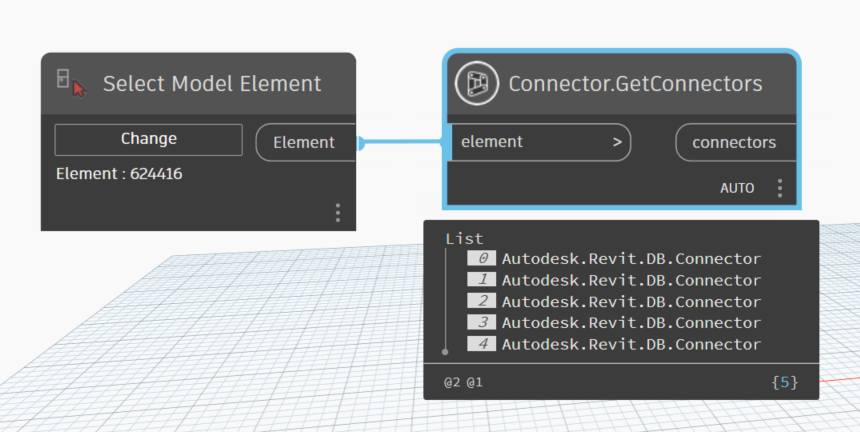 Select Model Element
Change
Element
Element : 624416
Connector.GetConnectors
element >
connectors
AUTO
List
0 Autodesk.Revit.DB.Connector
1 Autodesk.Revit.DB.Connector
2 Autodesk.Revit.DB.Connector
3 Autodesk.Revit.DB.Connector
4 Autodesk.Revit.DB.Connector
@2 @1
{5}